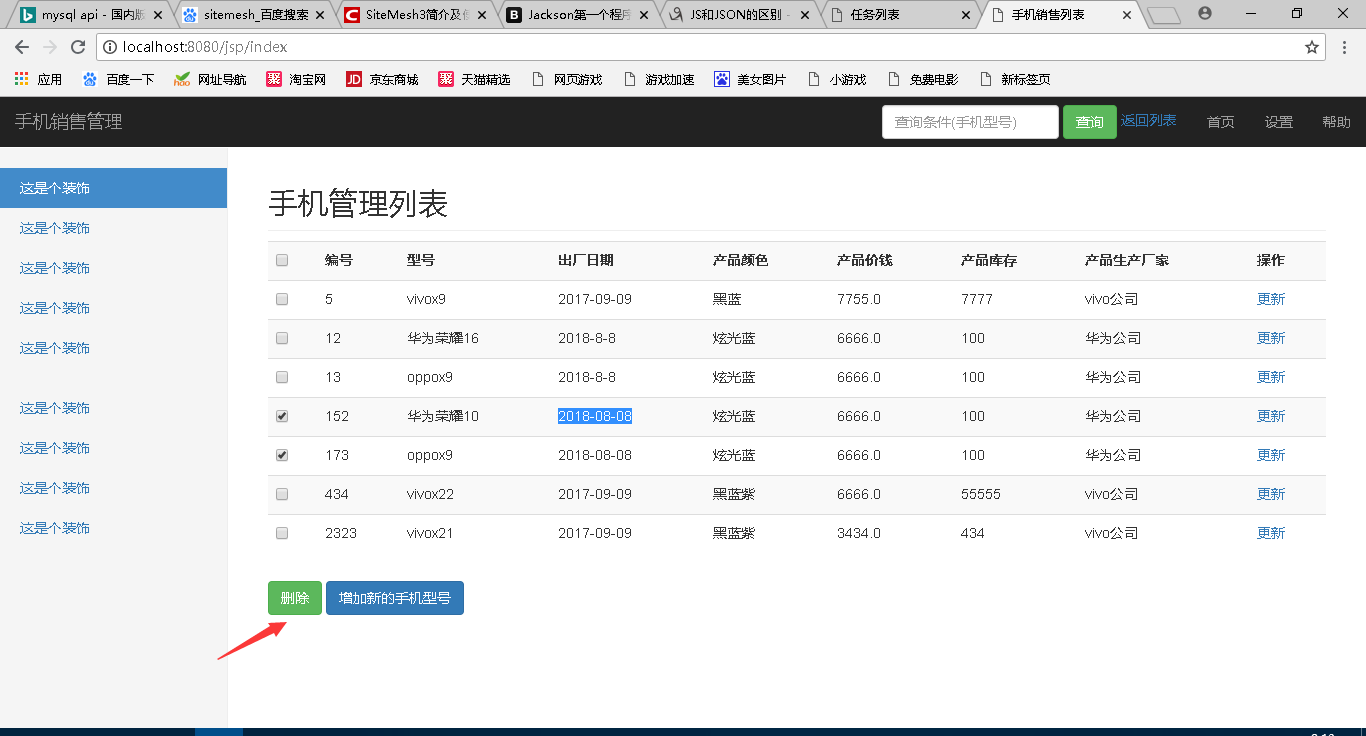 mysql api - 国内版
sitemesh_百度搜索
SiteMesh3简介及使
Jackson第一个程序
JS和JSON的区别 -
任务列表
手机销售列表
localhost:8080/jsp/index
应用 百度一下 网址导航 聚 淘宝网 JD 京东商城 聚 天猫精选 网页游戏 游戏加速 美女图片 小游戏 免费电影 新标签页
手机销售管理 查询条件(手机型号) 查询 返回列表 首页 设置 帮助
这是个装饰
这是个装饰
这是个装饰
这是个装饰
这是个装饰
这是个装饰
这是个装饰
这是个装饰
这是个装饰
手机管理列表
编号 型号 出厂日期 产品颜色 产品价钱 产品库存 产品生产厂家 操作
5 vivox9 2017-09-09 黑蓝 7755.0 7777 vivo公司 更新
12 华为荣耀16 2018-8-8 炫光蓝 6666.0 100 华为公司 更新
13 oppox9 2018-8-8 炫光蓝 6666.0 100 华为公司 更新
152 华为荣耀10 2018-08-08 炫光蓝 6666.0 100 华为公司 更新
173 oppox9 2018-08-08 炫光蓝 6666.0 100 华为公司 更新
434 vivox22 2017-09-09 黑蓝紫 6666.0 55555 vivo公司 更新
2323 vivox21 2017-09-09 黑蓝紫 3434.0 434 vivo公司 更新
删除 增加新的手机型号